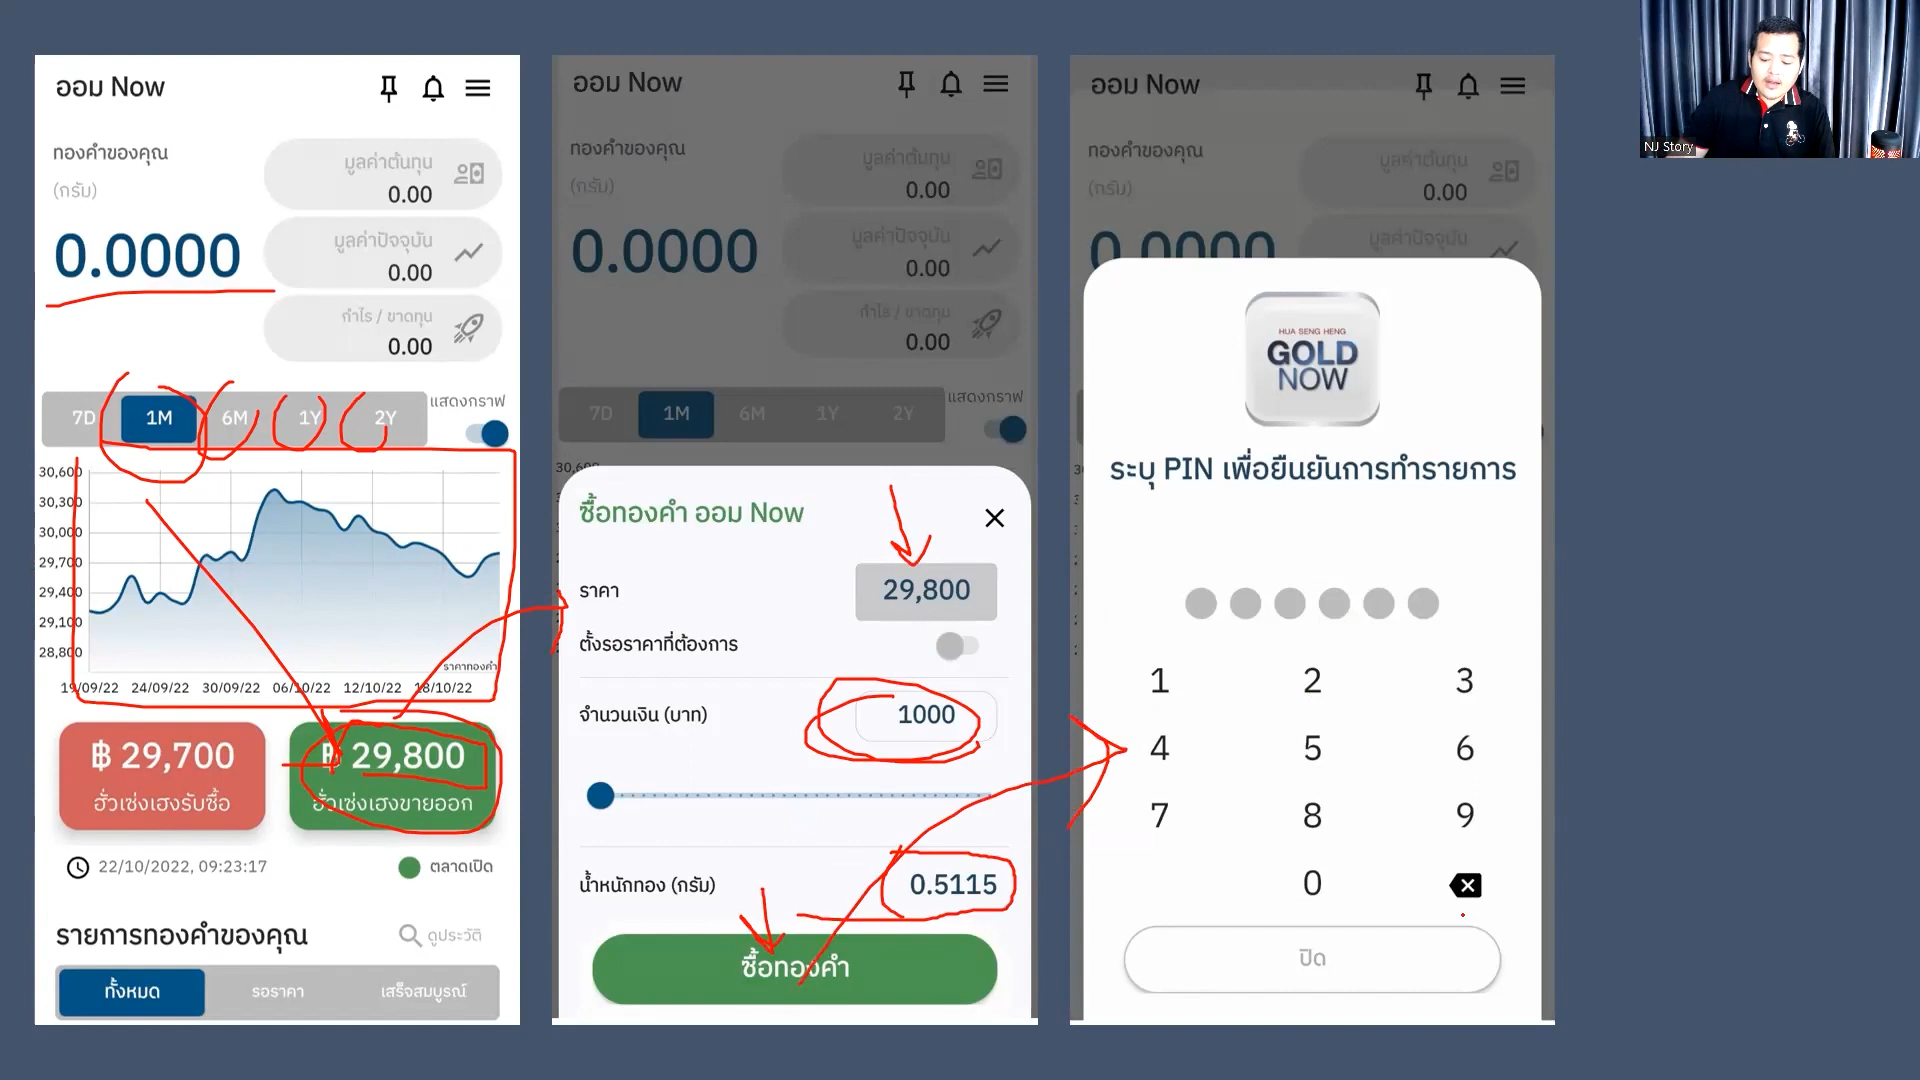 ออม Now
ทองคำของคุณ
(กรัม)
0.0000
มูลค่าต้นทุน
0.00
มูลค่าปัจจุบัน
0.00
กำไร / ขาดทุน
0.00
7D 1M 6M 1Y 2Y
แสดงกราฟ
30,600
30,300
30,000
29,700
29,400
29,100
28,800
ราคาทองคำ
19/09/22 24/09/22 30/09/22 06/10/22 12/10/22 18/10/22
฿ 29,700
ฮั่วเซ่งเฮงรับซื้อ
฿ 29,800
ฮั่วเซ่งเฮงขายออก
22/10/2022, 09:23:17
ตลาดเปิด
รายการทองคำของคุณ
ดูประวัติ
ทั้งหมด รอราคา เสร็จสมบูรณ์
ออม Now
ทองคำของคุณ
(กรัม)
0.0000
มูลค่าต้นทุน
0.00
มูลค่าปัจจุบัน
0.00
กำไร / ขาดทุน
0.00
7D 1M 6M 1Y 2Y
แสดงกราฟ
30,600
ซื้อทองคำ ออม Now
ราคา
29,800
ตั้งรอราคาที่ต้องการ
จำนวนเงิน (บาท)
1000
น้ำหนักทอง (กรัม)
0.5115
ซื้อทองคำ
ออม Now
ทองคำของคุณ
(กรัม)
0.0000
มูลค่าต้นทุน
0.00
มูลค่าปัจจุบัน
HUA SENG HENG
GOLD
NOW
ระบุ PIN เพื่อยืนยันการทำรายการ
1 2 3
4 5 6
7 8 9
0
ปิด
NJ Story